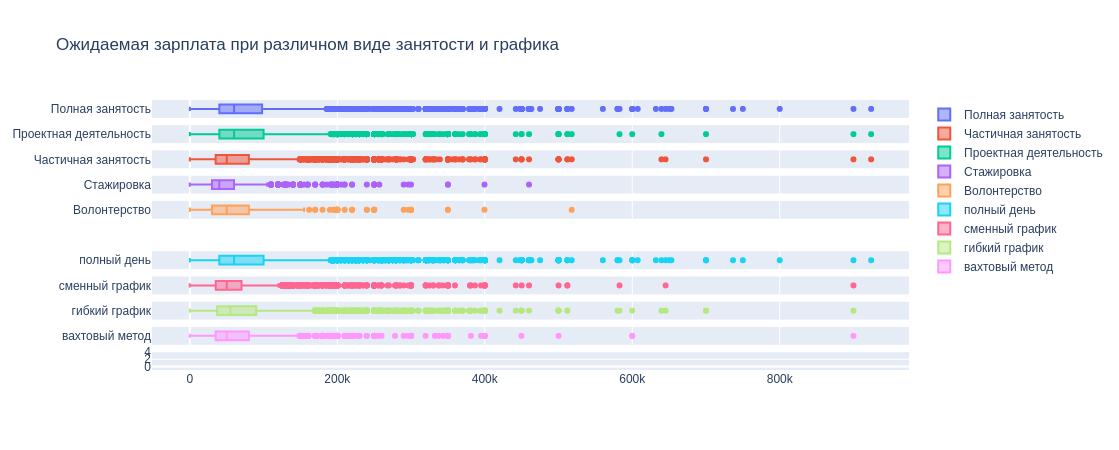 Ожидаемая зарплата при различном виде занятости и графика
Полная занятость
Проектная деятельность
Частичная занятость
Стажировка
Волонтерство
полный день
сменный график
гибкий график
вахтовый метод
4
2
0
0
200k
400k
600k
800k
Полная занятость
Частичная занятость
Проектная деятельность
Стажировка
Волонтерство
полный день
сменный график
гибкий график
вахтовый метод